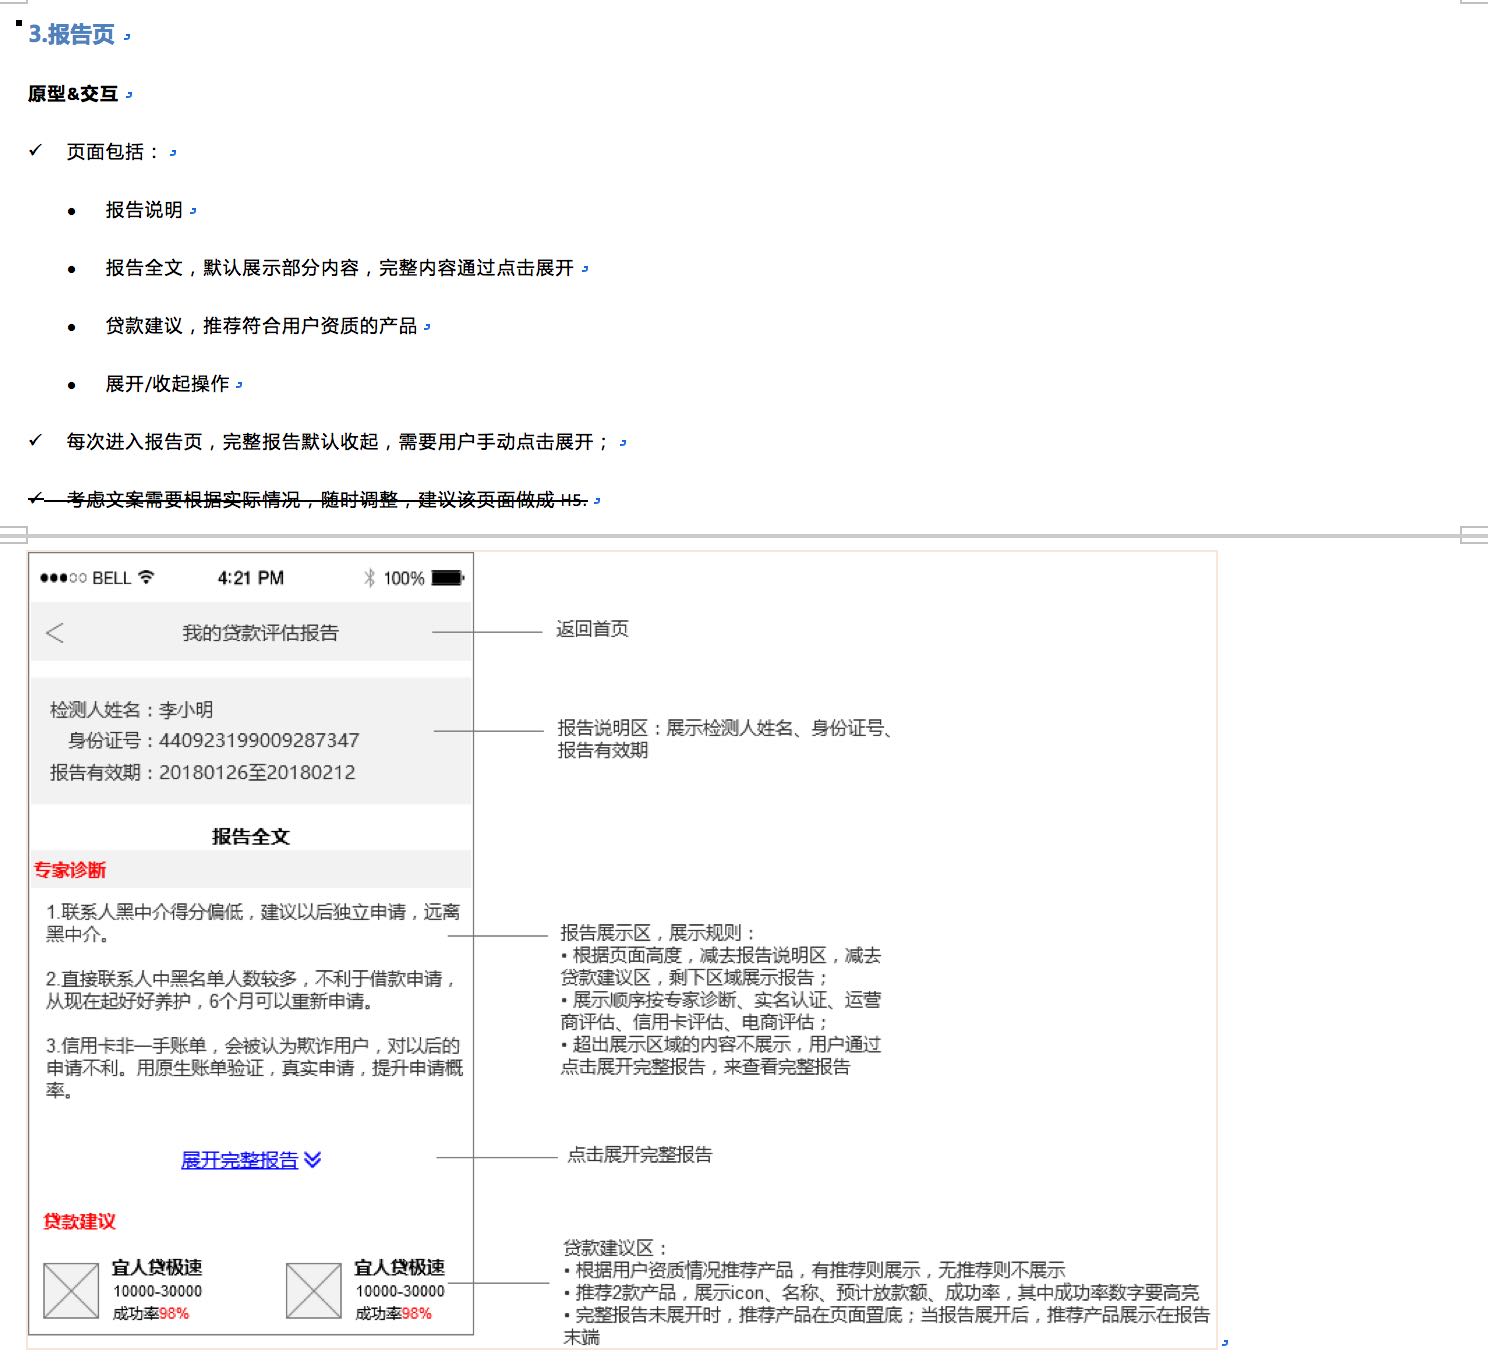 3.报告页
原型&交互
✓ 页面包括：
● 报告说明
● 报告全文，默认展示部分内容，完整内容通过点击展开
● 贷款建议，推荐符合用户资质的产品
● 展开/收起操作
✓ 每次进入报告页，完整报告默认收起，需要用户手动点击展开；
✓ 考虑文案需要根据实际情况，随时调整，建议该页面做成 H5.
BELL 4:21 PM 100%
< 我的贷款评估报告
返回首页
检测人姓名：李小明
身份证号：440923199009287347
报告有效期：20180126至20180212
报告说明区：展示检测人姓名、身份证号、
报告有效期
报告全文
专家诊断
1.联系人黑中介得分偏低，建议以后独立申请，远离
黑中介。
2.直接联系人中黑名单人数较多，不利于借款申请，
从现在起好好养护，6个月可以重新申请。
3.信用卡非一手账单，会被认为欺诈用户，对以后的
申请不利。用原生账单验证，真实申请，提升申请概
率。
报告展示区，展示规则：
• 根据页面高度，减去报告说明区，减去
贷款建议区，剩下区域展示报告；
• 展示顺序按专家诊断、实名认证、运营
商评估、信用卡评估、电商评估；
• 超出展示区域的内容不展示，用户通过
点击展开完整报告，来查看完整报告
展开完整报告
点击展开完整报告
贷款建议
宜人贷极速
10000-30000
成功率98%
宜人贷极速
10000-30000
成功率98%
贷款建议区：
• 根据用户资质情况推荐产品，有推荐则展示，无推荐则不展示
• 推荐2款产品，展示icon、名称、预计放款额、成功率，其中成功率数字要高亮
• 完整报告未展开时，推荐产品在页面置底；当报告展开后，推荐产品展示在报告
末端